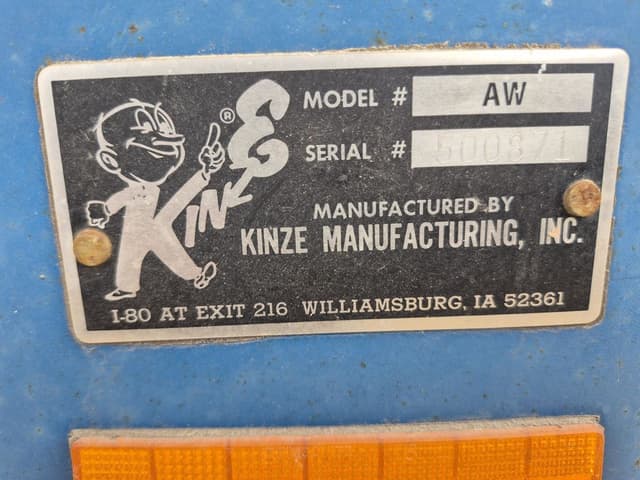 KINZE ®
MODEL # AW
SERIAL # 500871
MANUFACTURED BY
KINZE MANUFACTURING, INC.
I-80 AT EXIT 216 WILLIAMSBURG, IA 52361